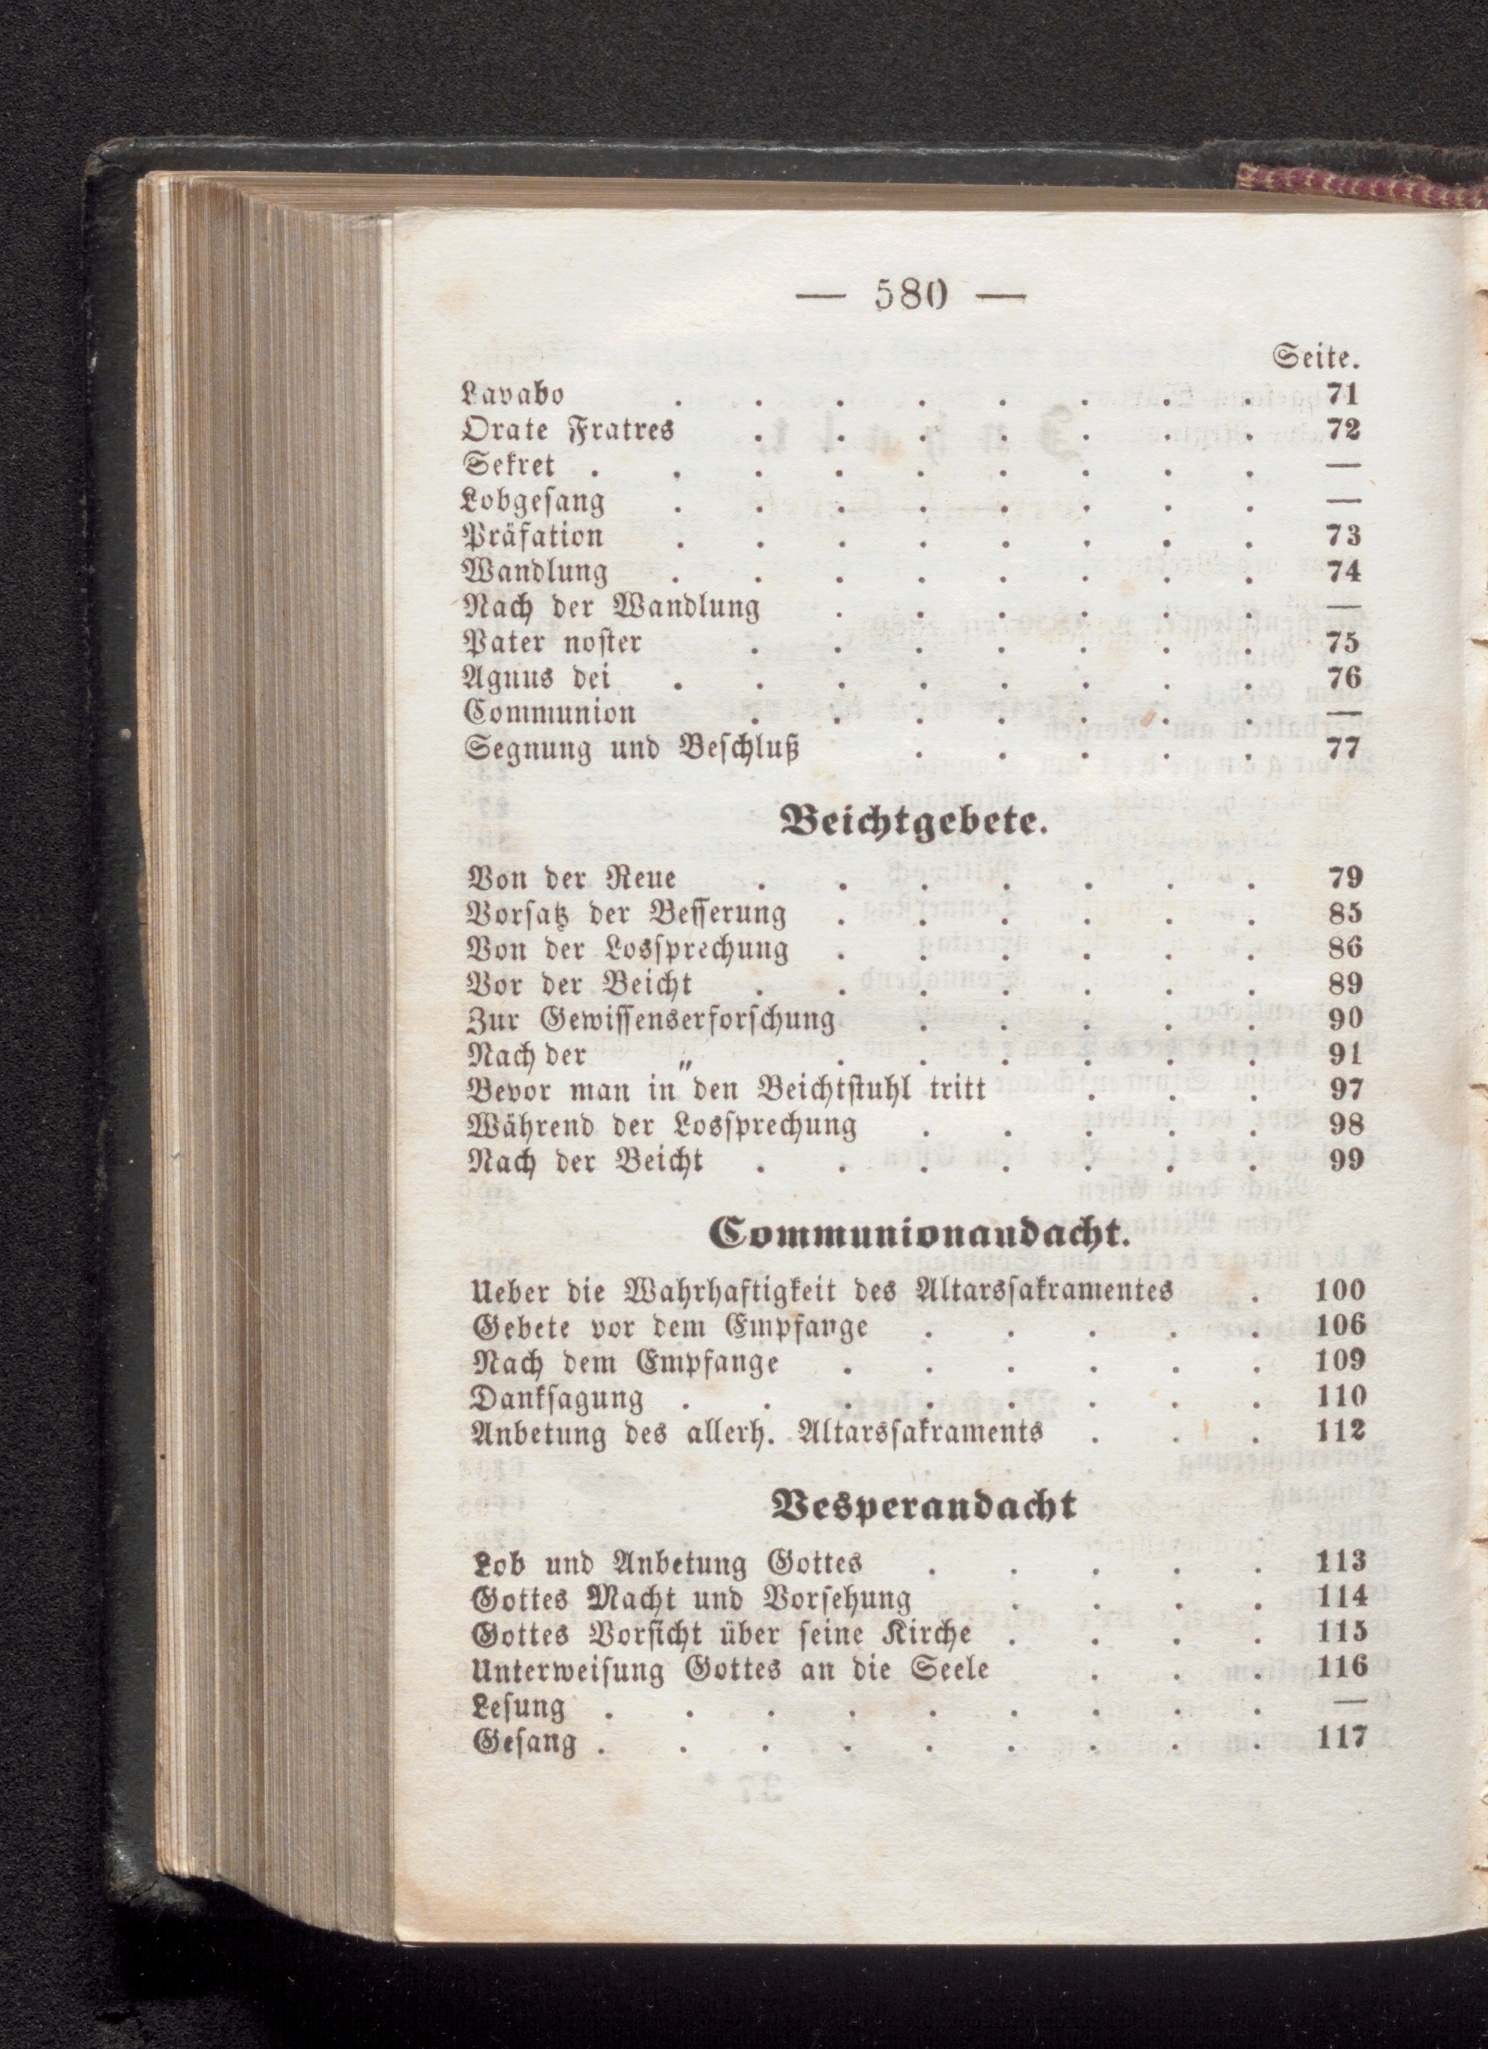 — 580 —
Seite.
Lavabo . . . . . . . . 71
Orate Fratres . . . . . . . 72
Sekret . . . . . . . . . —
Lobgeſang . . . . . . . . —
Präfation . . . . . . . . 73
Wandlung . . . . . . . . 74
Nach der Wandlung . . . . . . —
Pater noſter . . . . . . . 75
Agnus dei . . . . . . . . 76
Communion . . . . . . . —
Segnung und Beſchluß . . . . . 77
Beichtgebete.
Von der Reue . . . . . . . 79
Vorſatz der Beſſerung . . . . . . 85
Von der Losſprechung . . . . . . 86
Vor der Beicht . . . . . . . 89
Zur Gewiſſenserforſchung . . . . . 90
Nach der „ . . . . . . 91
Bevor man in den Beichtſtuhl tritt . . . 97
Während der Losſprechung . . . . . 98
Nach der Beicht . . . . . . . 99
Communionandacht.
Ueber die Wahrhaftigkeit des Altarsſakramentes . 100
Gebete vor dem Empfange . . . . . 106
Nach dem Empfange . . . . . . 109
Dankſagung . . . . . . . . 110
Anbetung des allerh. Altarsſakraments . . . 112
Vesperandacht
Lob und Anbetung Gottes . . . . . 113
Gottes Macht und Vorſehung . . . . 114
Gottes Vorſicht über ſeine Kirche . . . . 115
Unterweiſung Gottes an die Seele . . . 116
Leſung . . . . . . . . . —
Geſang . . . . . . . . . 117